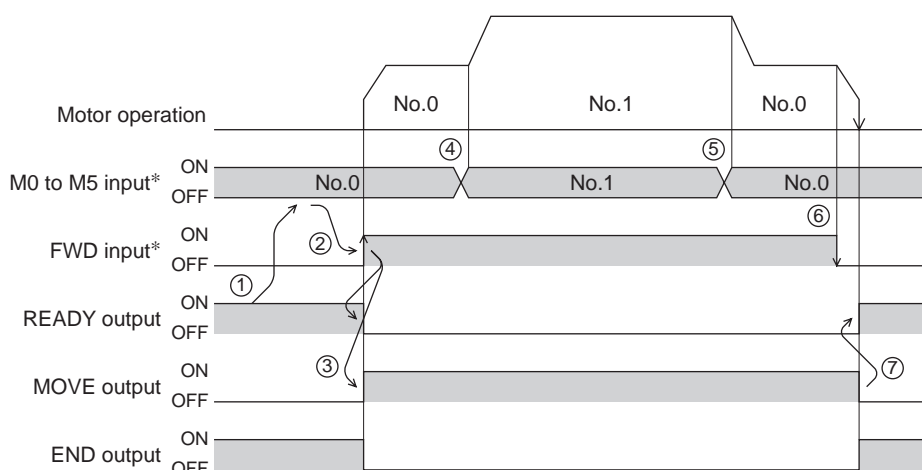 No.0 No.1 No.0
Motor operation
④ ⑤
M0 to M5 input* ON No.0 No.1 No.0
OFF
⑥
FWD input* ON ②
OFF
①
READY output ON
OFF
③ ⑦
MOVE output ON
OFF
END output ON
OFF